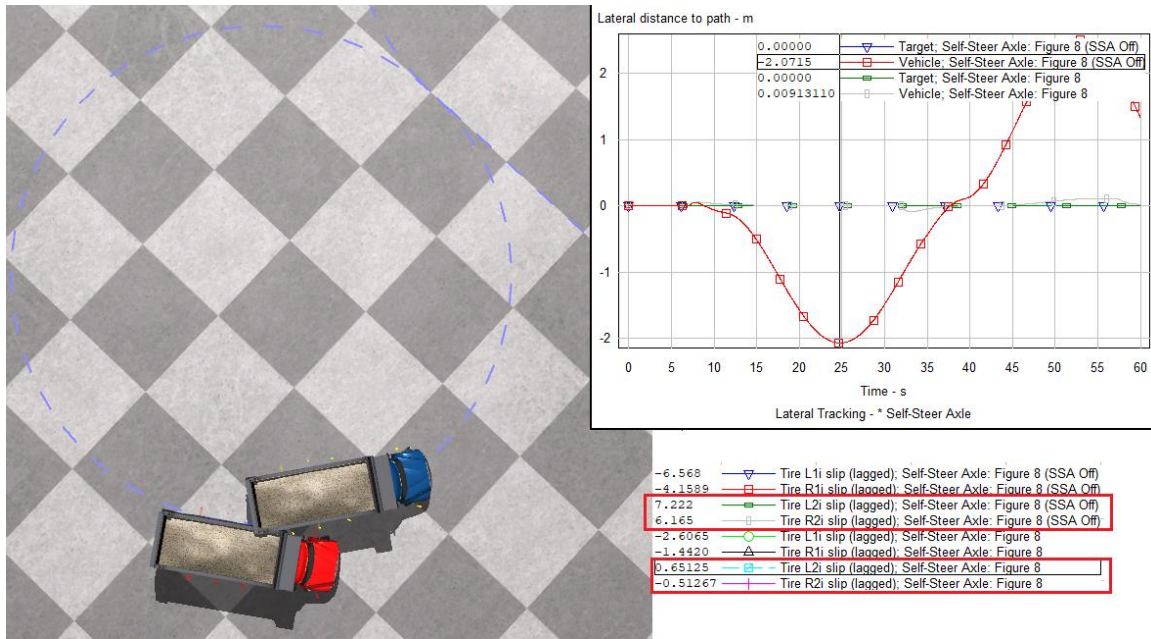 Lateral distance to path - m
0.00000 Target; Self-Steer Axle: Figure 8 (SSA Off)
-2.0715 Vehicle; Self-Steer Axle: Figure 8 (SSA Off)
0.00000 Target; Self-Steer Axle: Figure 8
0.00913110 Vehicle; Self-Steer Axle: Figure 8
2
1
0
-1
-2
0 5 10 15 20 25 30 35 40 45 50 55 60
Time - s
Lateral Tracking - * Self-Steer Axle
-6.568 Tire L1i slip (lagged); Self-Steer Axle: Figure 8 (SSA Off)
-4.1589 Tire R1i slip (lagged); Self-Steer Axle: Figure 8 (SSA Off)
7.222 Tire L2i slip (lagged); Self-Steer Axle: Figure 8 (SSA Off)
6.165 Tire R2i slip (lagged); Self-Steer Axle: Figure 8 (SSA Off)
-2.6065 Tire L1i slip (lagged); Self-Steer Axle: Figure 8
-1.4420 Tire R1i slip (lagged); Self-Steer Axle: Figure 8
0.65125 Tire L2i slip (lagged); Self-Steer Axle: Figure 8
-0.51267 Tire R2i slip (lagged); Self-Steer Axle: Figure 8